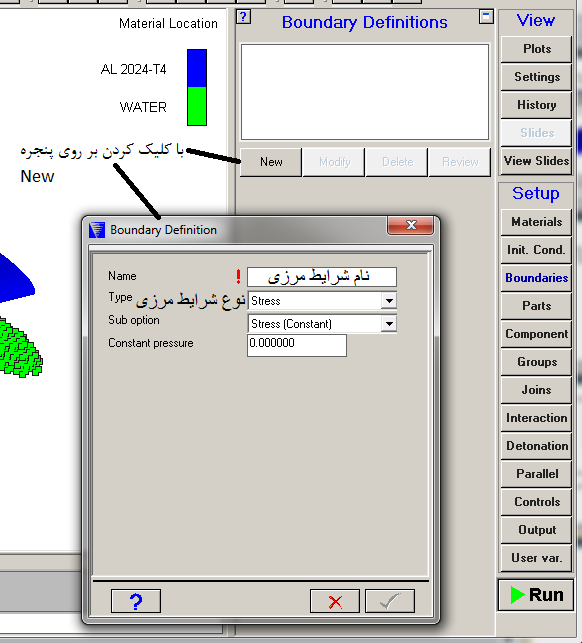 Material Location
AL 2024-T4
WATER
با کلیک کردن بر روی پنجره
New
Boundary Definitions
New Modify Delete Review
View
Plots
Settings
History
Slides
View Slides
Setup
Materials
Init. Cond.
Boundaries
Parts
Component
Groups
Joins
Interaction
Detonation
Parallel
Controls
Output
User var.
Run
Boundary Definition
Name ! نام شرایط مرزی
Type نوع شرایط مرزی Stress
Sub option Stress (Constant)
Constant pressure 0.000000